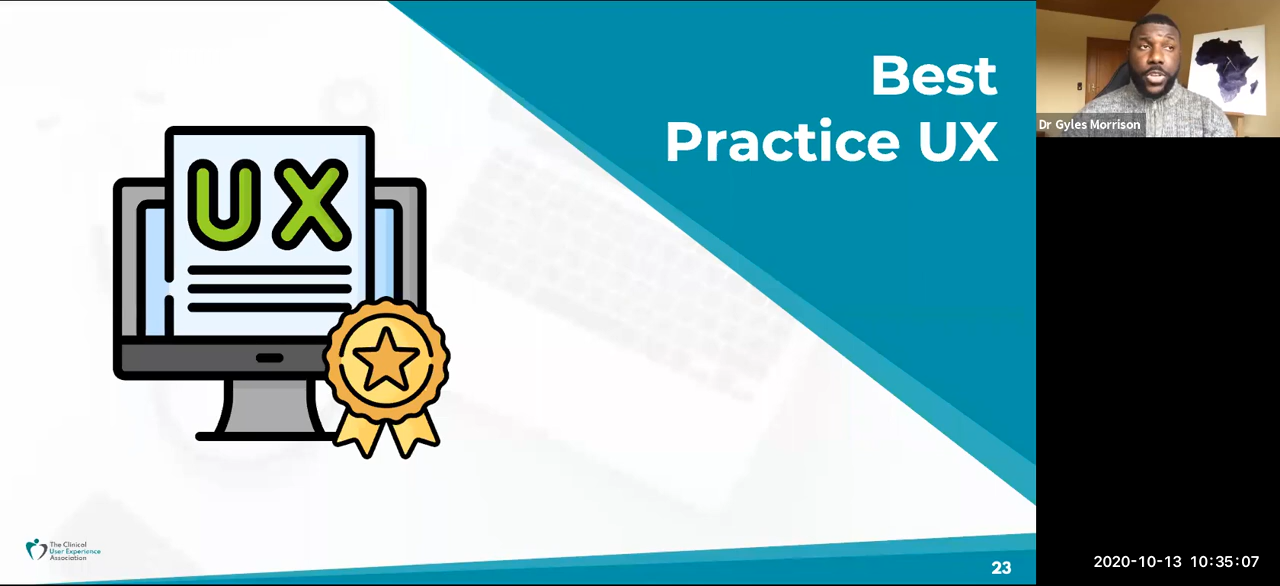 Best
Practice UX
UX
Dr Gyles Morrison
The Clinical
User Experience
Association
23
2020-10-13 10:35:07